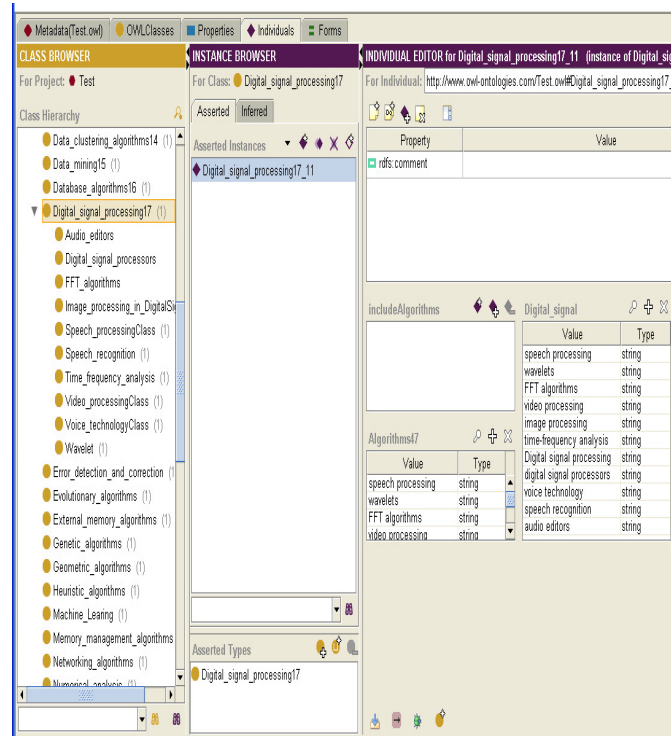 Metadata(Test.owl) OWLClasses Properties Individuals Forms
CLASS BROWSER
For Project: Test
Class Hierarchy
Data_clustering_algorithms14 (1)
Data_mining15 (1)
Database_algorithms16 (1)
Digital_signal_processing17 (1)
Audio_editors
Digital_signal_processors
FFT_algorithms
Image_processing_in_DigitalSi
Speech_processingClass (1)
Speech_recognition (1)
Time_frequency_analysis (1)
Video_processingClass (1)
Voice_technologyClass (1)
Wavelet (1)
Error_detection_and_correction (1
Evolutionary_algorithms (1)
External_memory_algorithms (1)
Genetic_algorithms (1)
Geometric_algorithms (1)
Heuristic_algorithms (1)
Machine_Learing (1)
Memory_management_algorithms
Networking_algorithms (1)
Numerical_analysis (1)
INSTANCE BROWSER
For Class: Digital_signal_processing17
Asserted Inferred
Asserted Instances
Digital_signal_processing17_11
Asserted Types
Digital_signal_processing17
INDIVIDUAL EDITOR for Digital_signal_processing17_11 (instance of Digital_sig
For Individual: http://www.owl-ontologies.com/Test.owl#Digital_signal_processing17_
Property Value
rdfs:comment
includeAlgorithms
Algorithms47
Value Type
speech processing string
wavelets string
FFT algorithms string
video processing string
Digital_signal
Value Type
speech processing string
wavelets string
FFT algorithms string
video processing string
image processing string
time-frequency analysis string
Digital signal processing string
digital signal processors string
voice technology string
speech recognition string
audio editors string